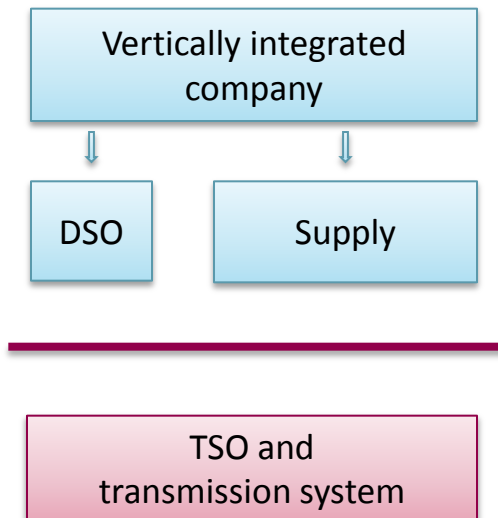 Vertically integrated
company
DSO
Supply
TSO and
transmission system